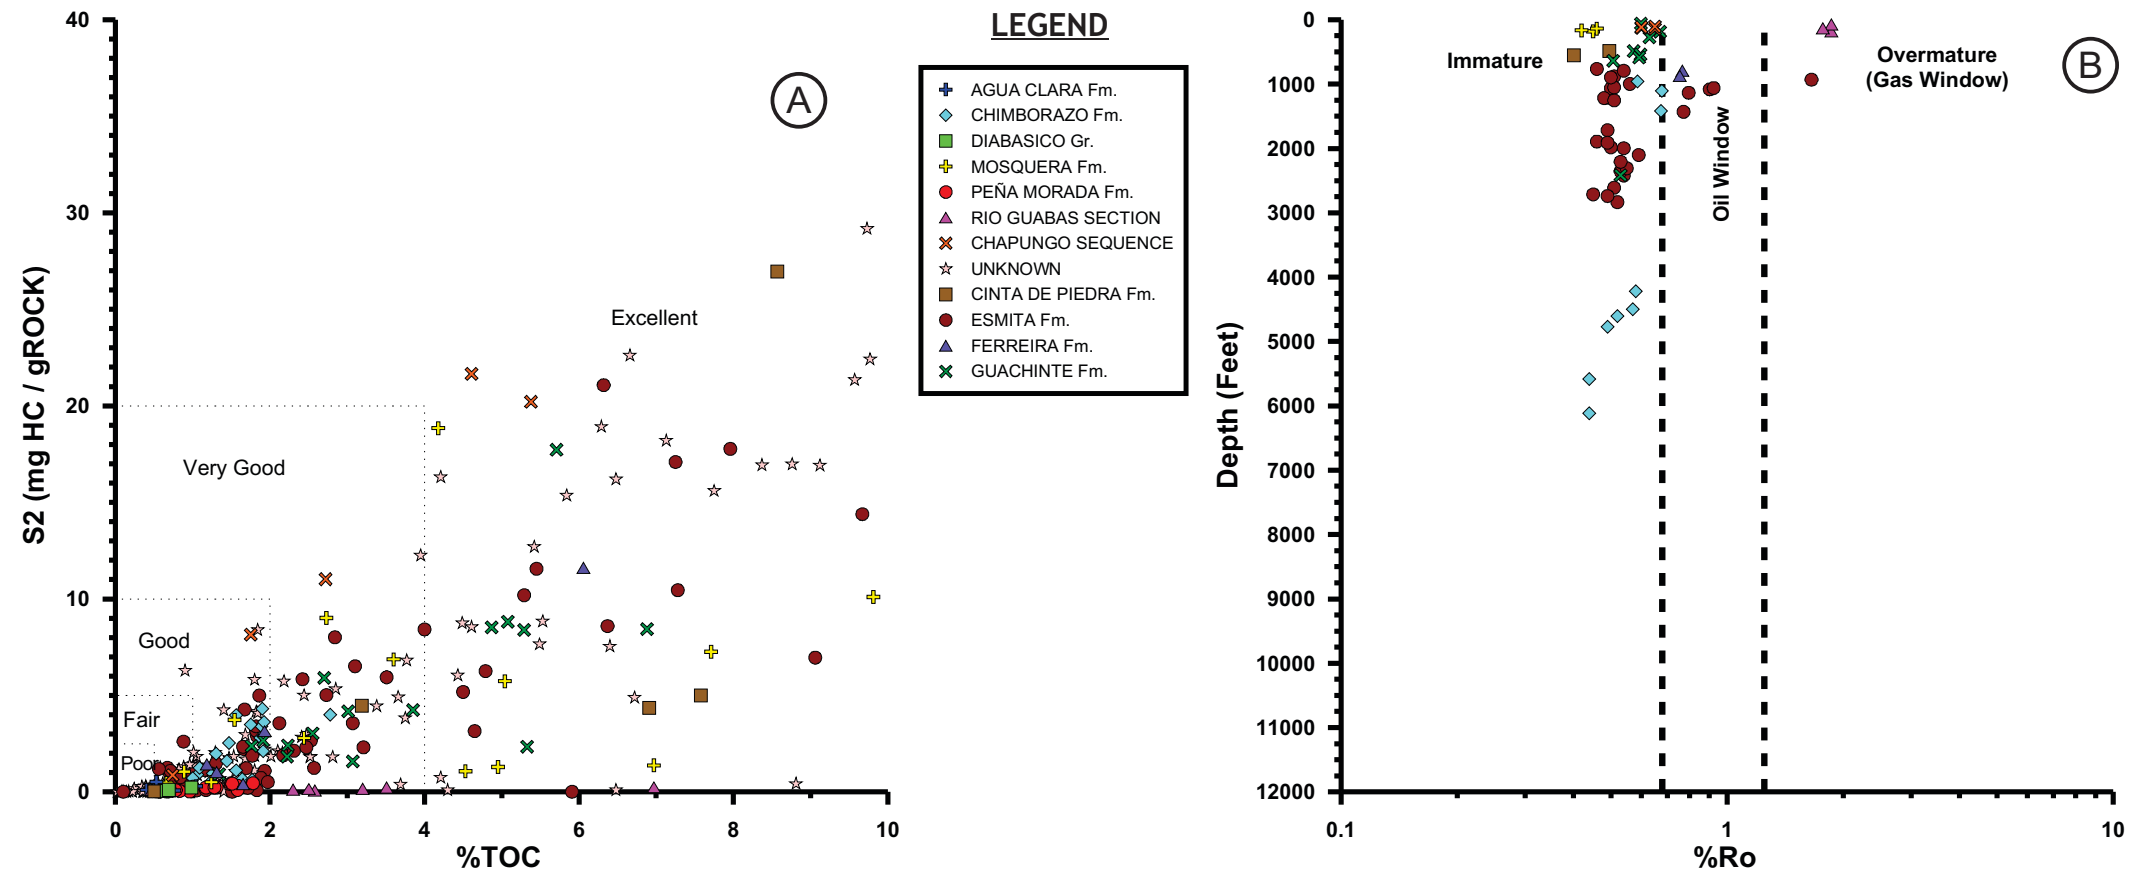 LEGEND
A
AGUA CLARA Fm.
CHIMBORAZO Fm.
DIABASICO Gr.
MOSQUERA Fm.
PEÑA MORADA Fm.
RIO GUABAS SECTION
CHAPUNGO SEQUENCE
UNKNOWN
CINTA DE PIEDRA Fm.
ESMITA Fm.
FERREIRA Fm.
GUACHINTE Fm.
S2 (mg HC / gROCK)
40
30
20
10
0
Excellent
Very Good
Good
Fair
Poor
0 2 4 6 8 10
%TOC
B
Immature
Oil Window
Overmature
(Gas Window)
Depth (Feet)
0
1000
2000
3000
4000
5000
6000
7000
8000
9000
10000
11000
12000
0.1 1 10
%Ro